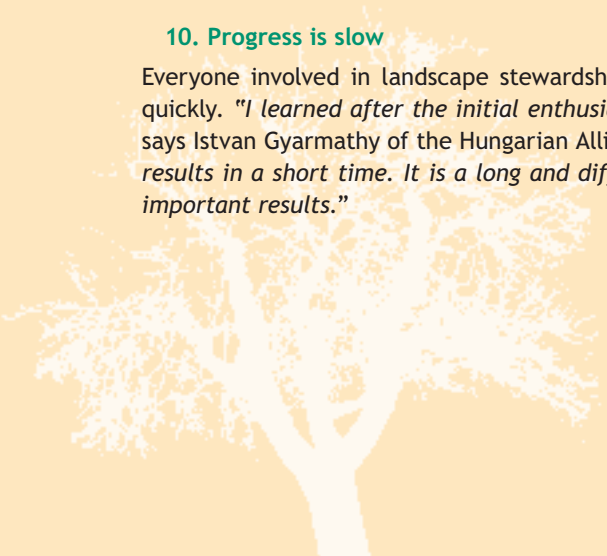 10. Progress is slow
Everyone involved in landscape stewardsh
quickly. "I learned after the initial enthusi
says Istvan Gyarmathy of the Hungarian Alli
results in a short time. It is a long and dif
important results."